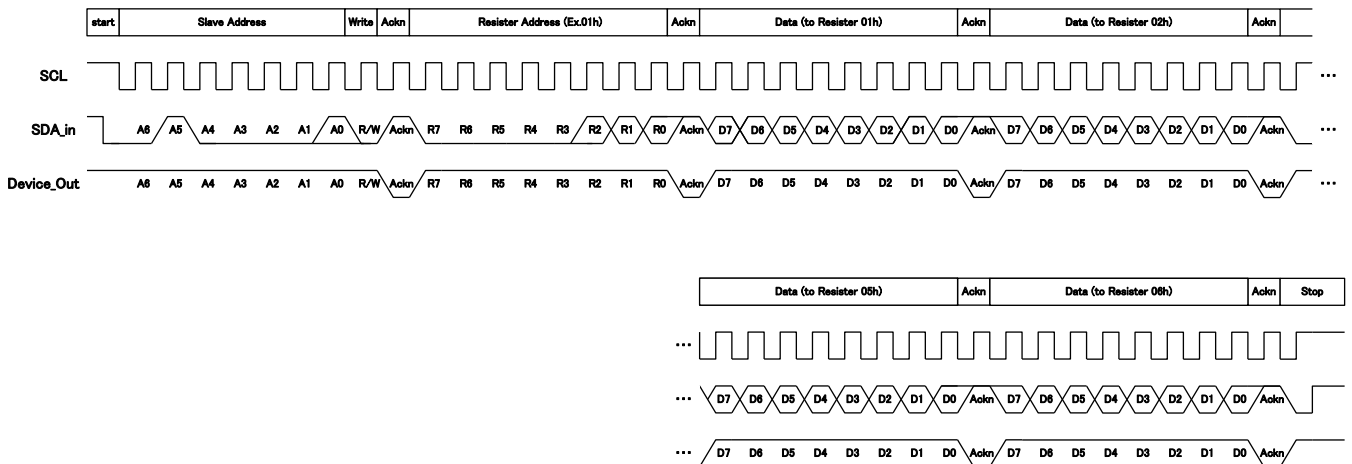 start Slave Address Write Ackn Resister Address (Ex.01h) Ackn Data (to Resister 01h) Ackn Data (to Resister 02h) Ackn
SCL ...
SDA_in A6 A5 A4 A3 A2 A1 A0 R/W Ackn R7 R6 R5 R4 R3 R2 R1 R0 Ackn D7 D6 D5 D4 D3 D2 D1 D0 Ackn D7 D6 D5 D4 D3 D2 D1 D0 Ackn ...
Device_Out A6 A5 A4 A3 A2 A1 A0 R/W Ackn R7 R6 R5 R4 R3 R2 R1 R0 Ackn D7 D6 D5 D4 D3 D2 D1 D0 Ackn D7 D6 D5 D4 D3 D2 D1 D0 Ackn ...
Data (to Resister 05h) Ackn Data (to Resister 06h) Ackn Stop
...
... D7 D6 D5 D4 D3 D2 D1 D0 Ackn D7 D6 D5 D4 D3 D2 D1 D0 Ackn
... D7 D6 D5 D4 D3 D2 D1 D0 Ackn D7 D6 D5 D4 D3 D2 D1 D0 Ackn